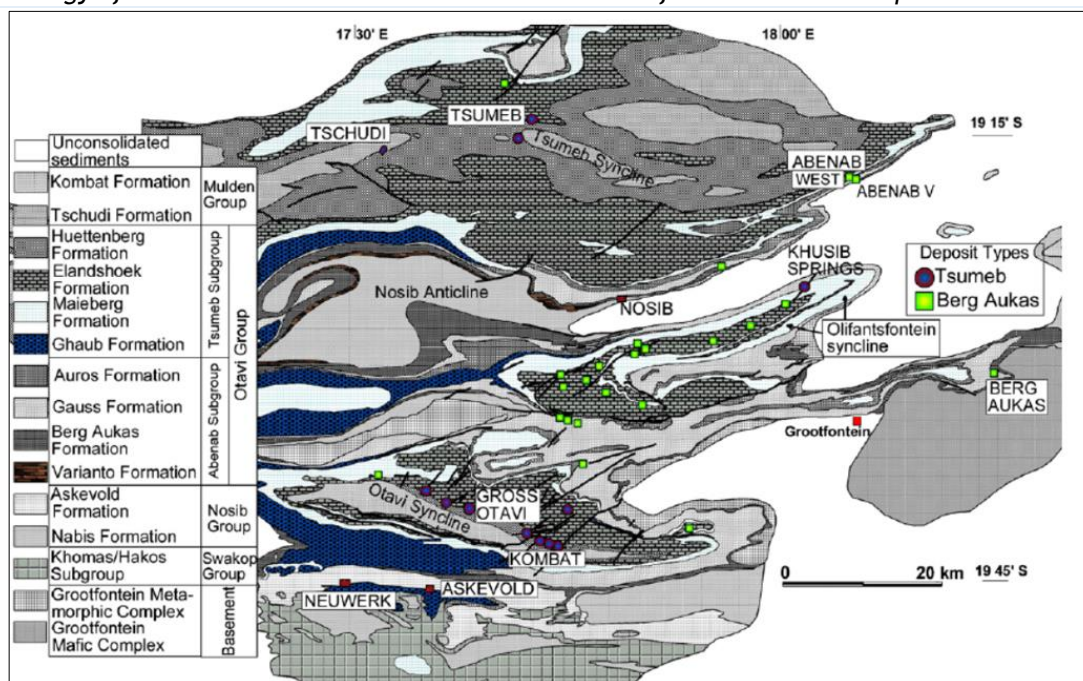 17 30' E
18 00' E
TSUMEB
TSCHUDI
Tsumeb Syncline
19 15' S
ABENAB
WEST
ABENAB V
Unconsolidated
sediments
Kombat Formation
Tschudi Formation
Mulden
Group
Huettenberg
Formation
Elandshoek
Formation
Maieberg
Formation
Ghaub Formation
Tsumeb Subgroup
Auros Formation
Gauss Formation
Berg Aukas
Formation
Varianto Formation
Abenab Subgroup
Otavi Group
Askevold
Formation
Nabis Formation
Nosib
Group
Khomas/Hakos
Subgroup
Swakop
Group
Grootfontein Meta-
morphic Complex
Grootfontein
Mafic Complex
Basement
Nosib Anticline
NOSIB
KHUSIB
SPRINGS
Deposit Types
Tsumeb
Berg Aukas
Olifantsfontein
syncline
BERG
AUKAS
Grootfontein
Otavi Syncline
GROSS
OTAVI
KOMBAT
NEUWERK
ASKEVOLD
0
20 km
19 45' S